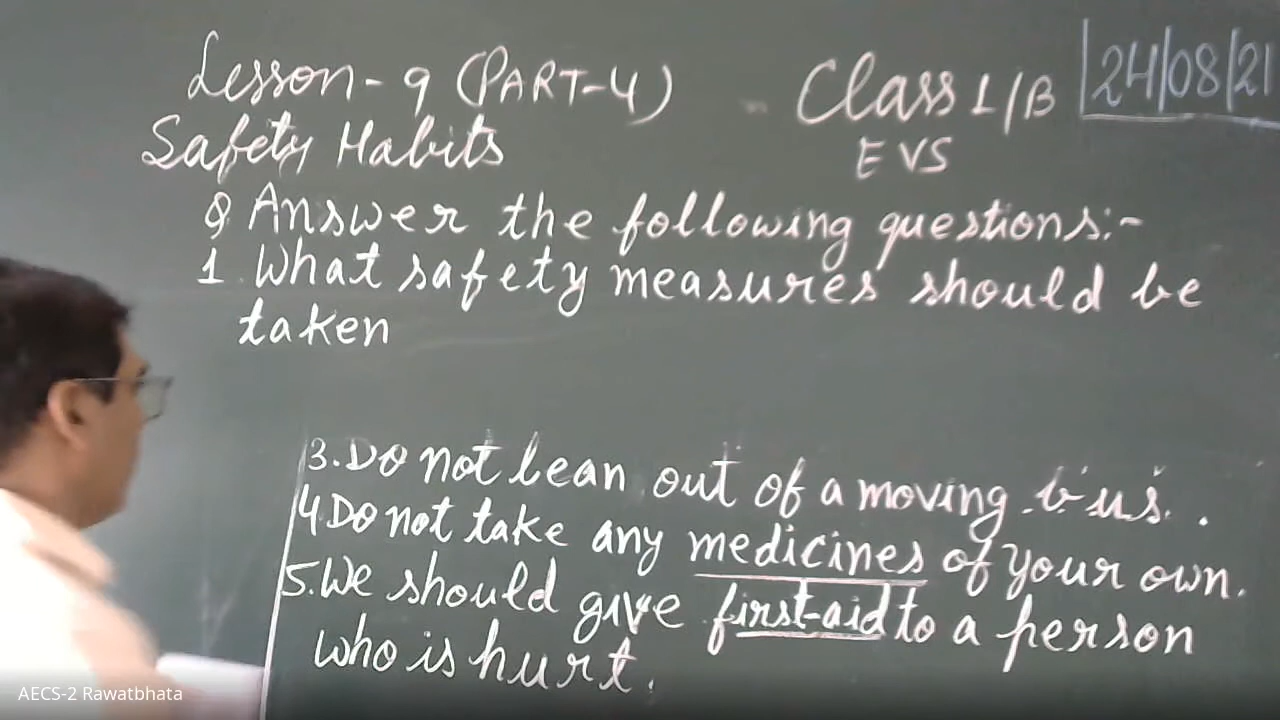 Lesson-9 (PART-4) - Class 1/B 24/08/21
Safety Habits EVS
Q Answer the following questions:-
1. What safety measures should be
taken
3. Do not lean out of a moving bus.
4. Do not take any medicines of your own.
5. We should give first-aid to a person
who is hurt.
AECS-2 Rawatbhata